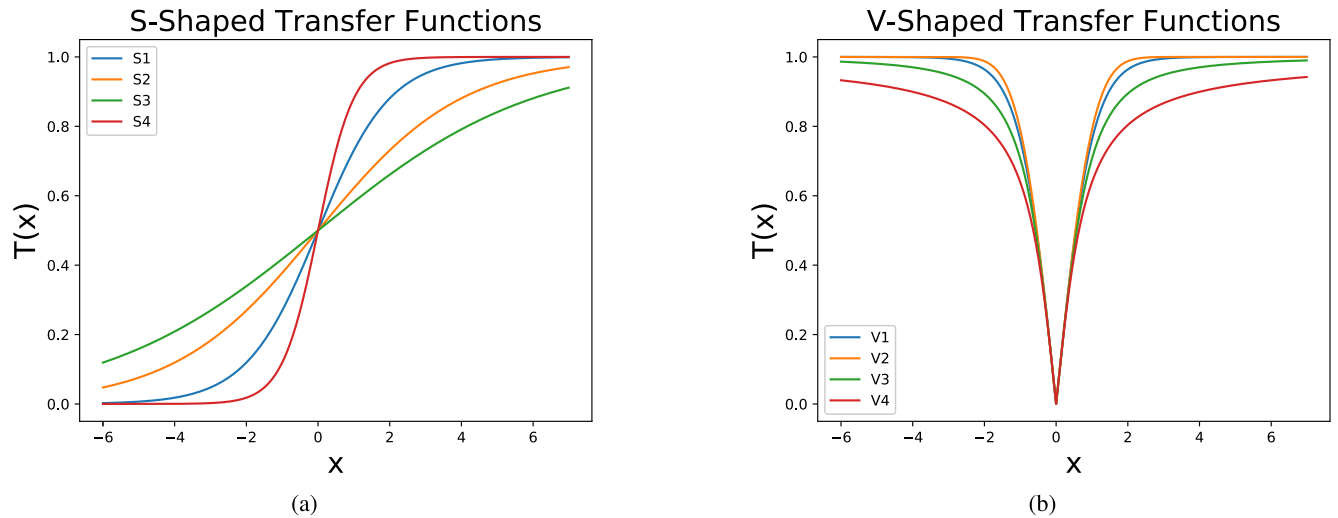 S-Shaped Transfer Functions
1.0
0.8
0.6
0.4
0.2
0.0
T(x)
S1
S2
S3
S4
−6
−4
−2
0
2
4
6
x
(a)
V-Shaped Transfer Functions
1.0
0.8
0.6
0.4
0.2
0.0
T(x)
V1
V2
V3
V4
−6
−4
−2
0
2
4
6
x
(b)